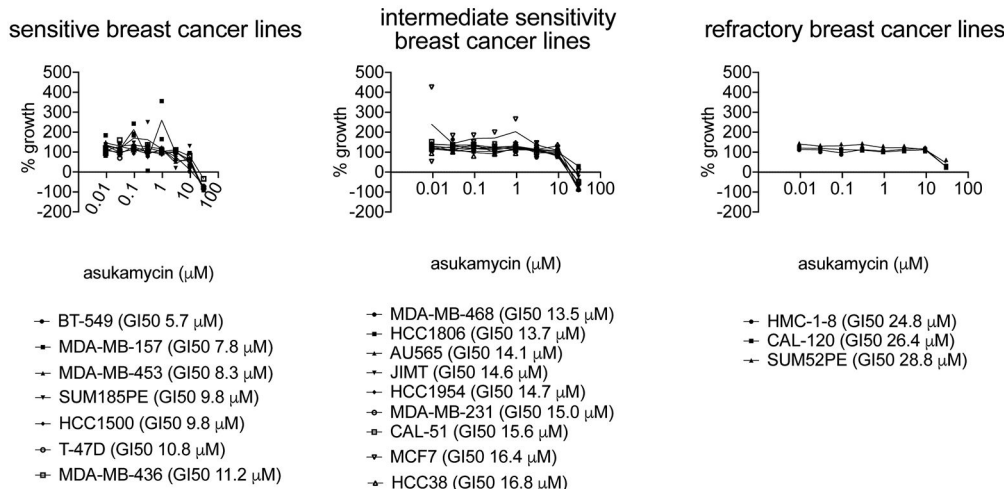 sensitive breast cancer lines
% growth
500
400
300
200
100
0
-100
-200
0.01
0.1
1
10
100
asukamycin (μM)
BT-549 (GI50 5.7 μM)
MDA-MB-157 (GI50 7.8 μM)
MDA-MB-453 (GI50 8.3 μM)
SUM185PE (GI50 9.8 μM)
HCC1500 (GI50 9.8 μM)
T-47D (GI50 10.8 μM)
MDA-MB-436 (GI50 11.2 μM)
intermediate sensitivity
breast cancer lines
% growth
500
400
300
200
100
0
-100
-200
0.01
0.1
1
10
100
asukamycin (μM)
MDA-MB-468 (GI50 13.5 μM)
HCC1806 (GI50 13.7 μM)
AU565 (GI50 14.1 μM)
JIMT (GI50 14.6 μM)
HCC1954 (GI50 14.7 μM)
MDA-MB-231 (GI50 15.0 μM)
CAL-51 (GI50 15.6 μM)
MCF7 (GI50 16.4 μM)
HCC38 (GI50 16.8 μM)
refractory breast cancer lines
% growth
500
400
300
200
100
0
-100
-200
0.01
0.1
1
10
100
asukamycin (μM)
HMC-1-8 (GI50 24.8 μM)
CAL-120 (GI50 26.4 μM)
SUM52PE (GI50 28.8 μM)